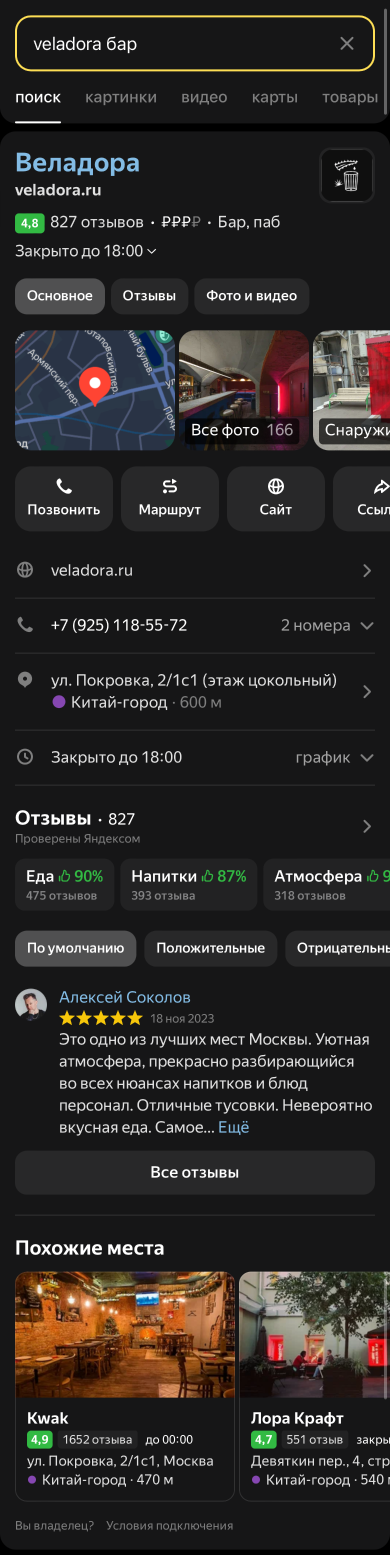 veladora бар
поиск картинки видео карты товары
Веладора
veladora.ru
4,8 827 отзывов · ₽₽₽₽ · Бар, паб
Закрыто до 18:00
Основное Отзывы Фото и видео
Армянский пер.
Потаповский пер.
ный бульв.
Покр
Все фото 166
Снаружи
Позвонить Маршрут Сайт Ссыл
veladora.ru
+7 (925) 118-55-72 2 номера
ул. Покровка, 2/1с1 (этаж цокольный)
Китай-город · 600 м
Закрыто до 18:00 график
Отзывы · 827
Проверены Яндексом
Еда 90% Напитки 87% Атмосфера 9
475 отзывов 393 отзыва 318 отзывов
По умолчанию Положительные Отрицательны
Алексей Соколов
18 ноя 2023
Это одно из лучших мест Москвы. Уютная
атмосфера, прекрасно разбирающийся
во всех нюансах напитков и блюд
персонал. Отличные тусовки. Невероятно
вкусная еда. Самое... Ещё
Все отзывы
Похожие места
Kwak
4,9 1652 отзыва до 00:00
ул. Покровка, 2/1с1, Москва
Китай-город · 470 м
Лора Крафт
4,7 551 отзыв закры
Девяткин пер., 4, стр
Китай-город · 540 м
Вы владелец? Условия подключения